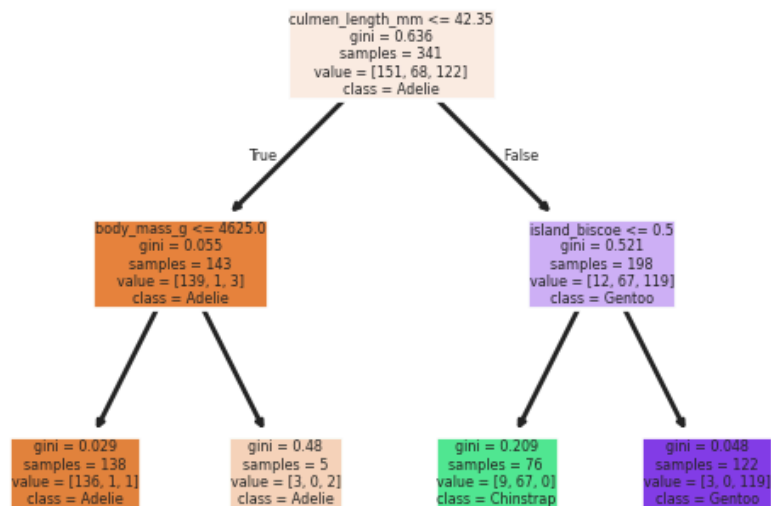 culmen_length_mm <= 42.35
gini = 0.636
samples = 341
value = [151, 68, 122]
class = Adelie
True
False
body_mass_g <= 4625.0
gini = 0.055
samples = 143
value = [139, 1, 3]
class = Adelie
island_biscoe <= 0.5
gini = 0.521
samples = 198
value = [12, 67, 119]
class = Gentoo
gini = 0.029
samples = 138
value = [136, 1, 1]
class = Adelie
gini = 0.48
samples = 5
value = [3, 0, 2]
class = Adelie
gini = 0.209
samples = 76
value = [9, 67, 0]
class = Chinstrap
gini = 0.048
samples = 122
value = [3, 0, 119]
class = Gentoo